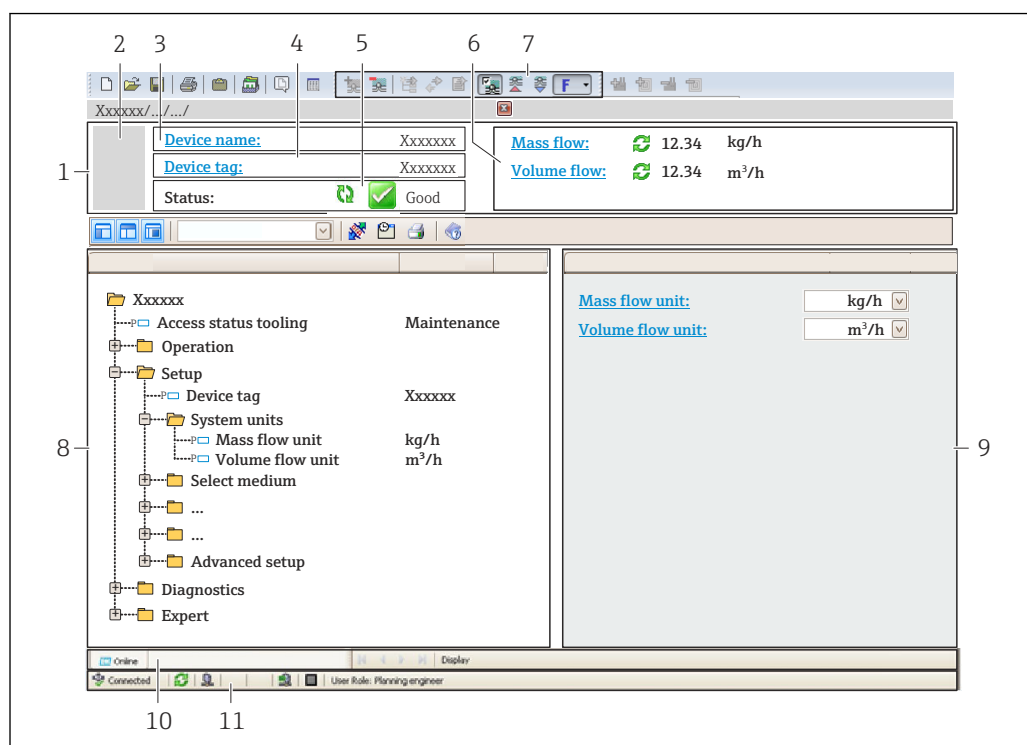 2 3 4 5 6 7
F
Xxxxxx/.../.../
1
Device name: Xxxxxxx
Device tag: Xxxxxxx
Status: Good
Mass flow: 12.34 kg/h
Volume flow: 12.34 m³/h
Xxxxxx
Access status tooling Maintenance
Operation
Setup
Device tag Xxxxxx
System units
Mass flow unit kg/h
Volume flow unit m³/h
Select medium
...
...
Advanced setup
Diagnostics
Expert
8
Mass flow unit: kg/h
Volume flow unit: m³/h
9
Online Display
Connected User Role: Planning engineer
10 11